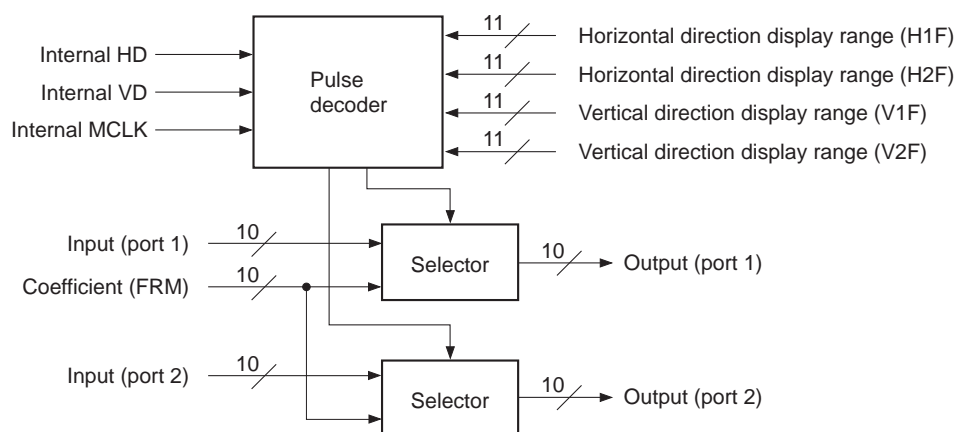 11
Horizontal direction display range (H1F)
Internal HD
11
Horizontal direction display range (H2F)
Pulse
decoder
Internal VD
11
Vertical direction display range (V1F)
Internal MCLK
11
Vertical direction display range (V2F)
Input (port 1)
10
Selector
10
Output (port 1)
Coefficient (FRM)
10
Input (port 2)
10
Selector
10
Output (port 2)